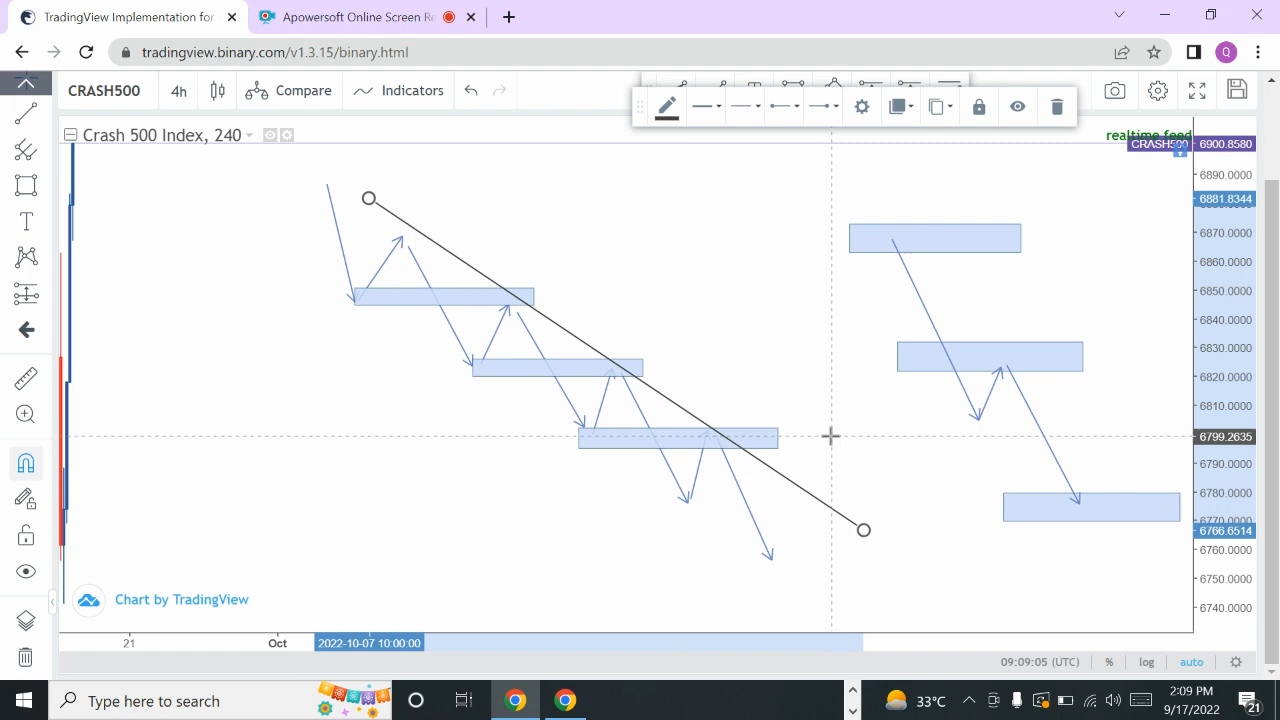 TradingView Implementation for
Apowersoft Online Screen Re
tradingview.binary.com/v1.3.15/binary.html
Q
CRASH500
4h
Compare
Indicators
Crash 500 Index, 240
realtime feed
CRASH500
6900.8580
6890.0000
6881.8344
6870.0000
6860.0000
6850.0000
6840.0000
6830.0000
6820.0000
6810.0000
6799.2635
6790.0000
6780.0000
6770.0000
6766.6514
6760.0000
6750.0000
6740.0000
T
Chart by TradingView
21
Oct
2022-10-07 10:00:00
09:09:05 (UTC)
%
log
auto
Type here to search
33°C
2:09 PM
9/17/2022
21